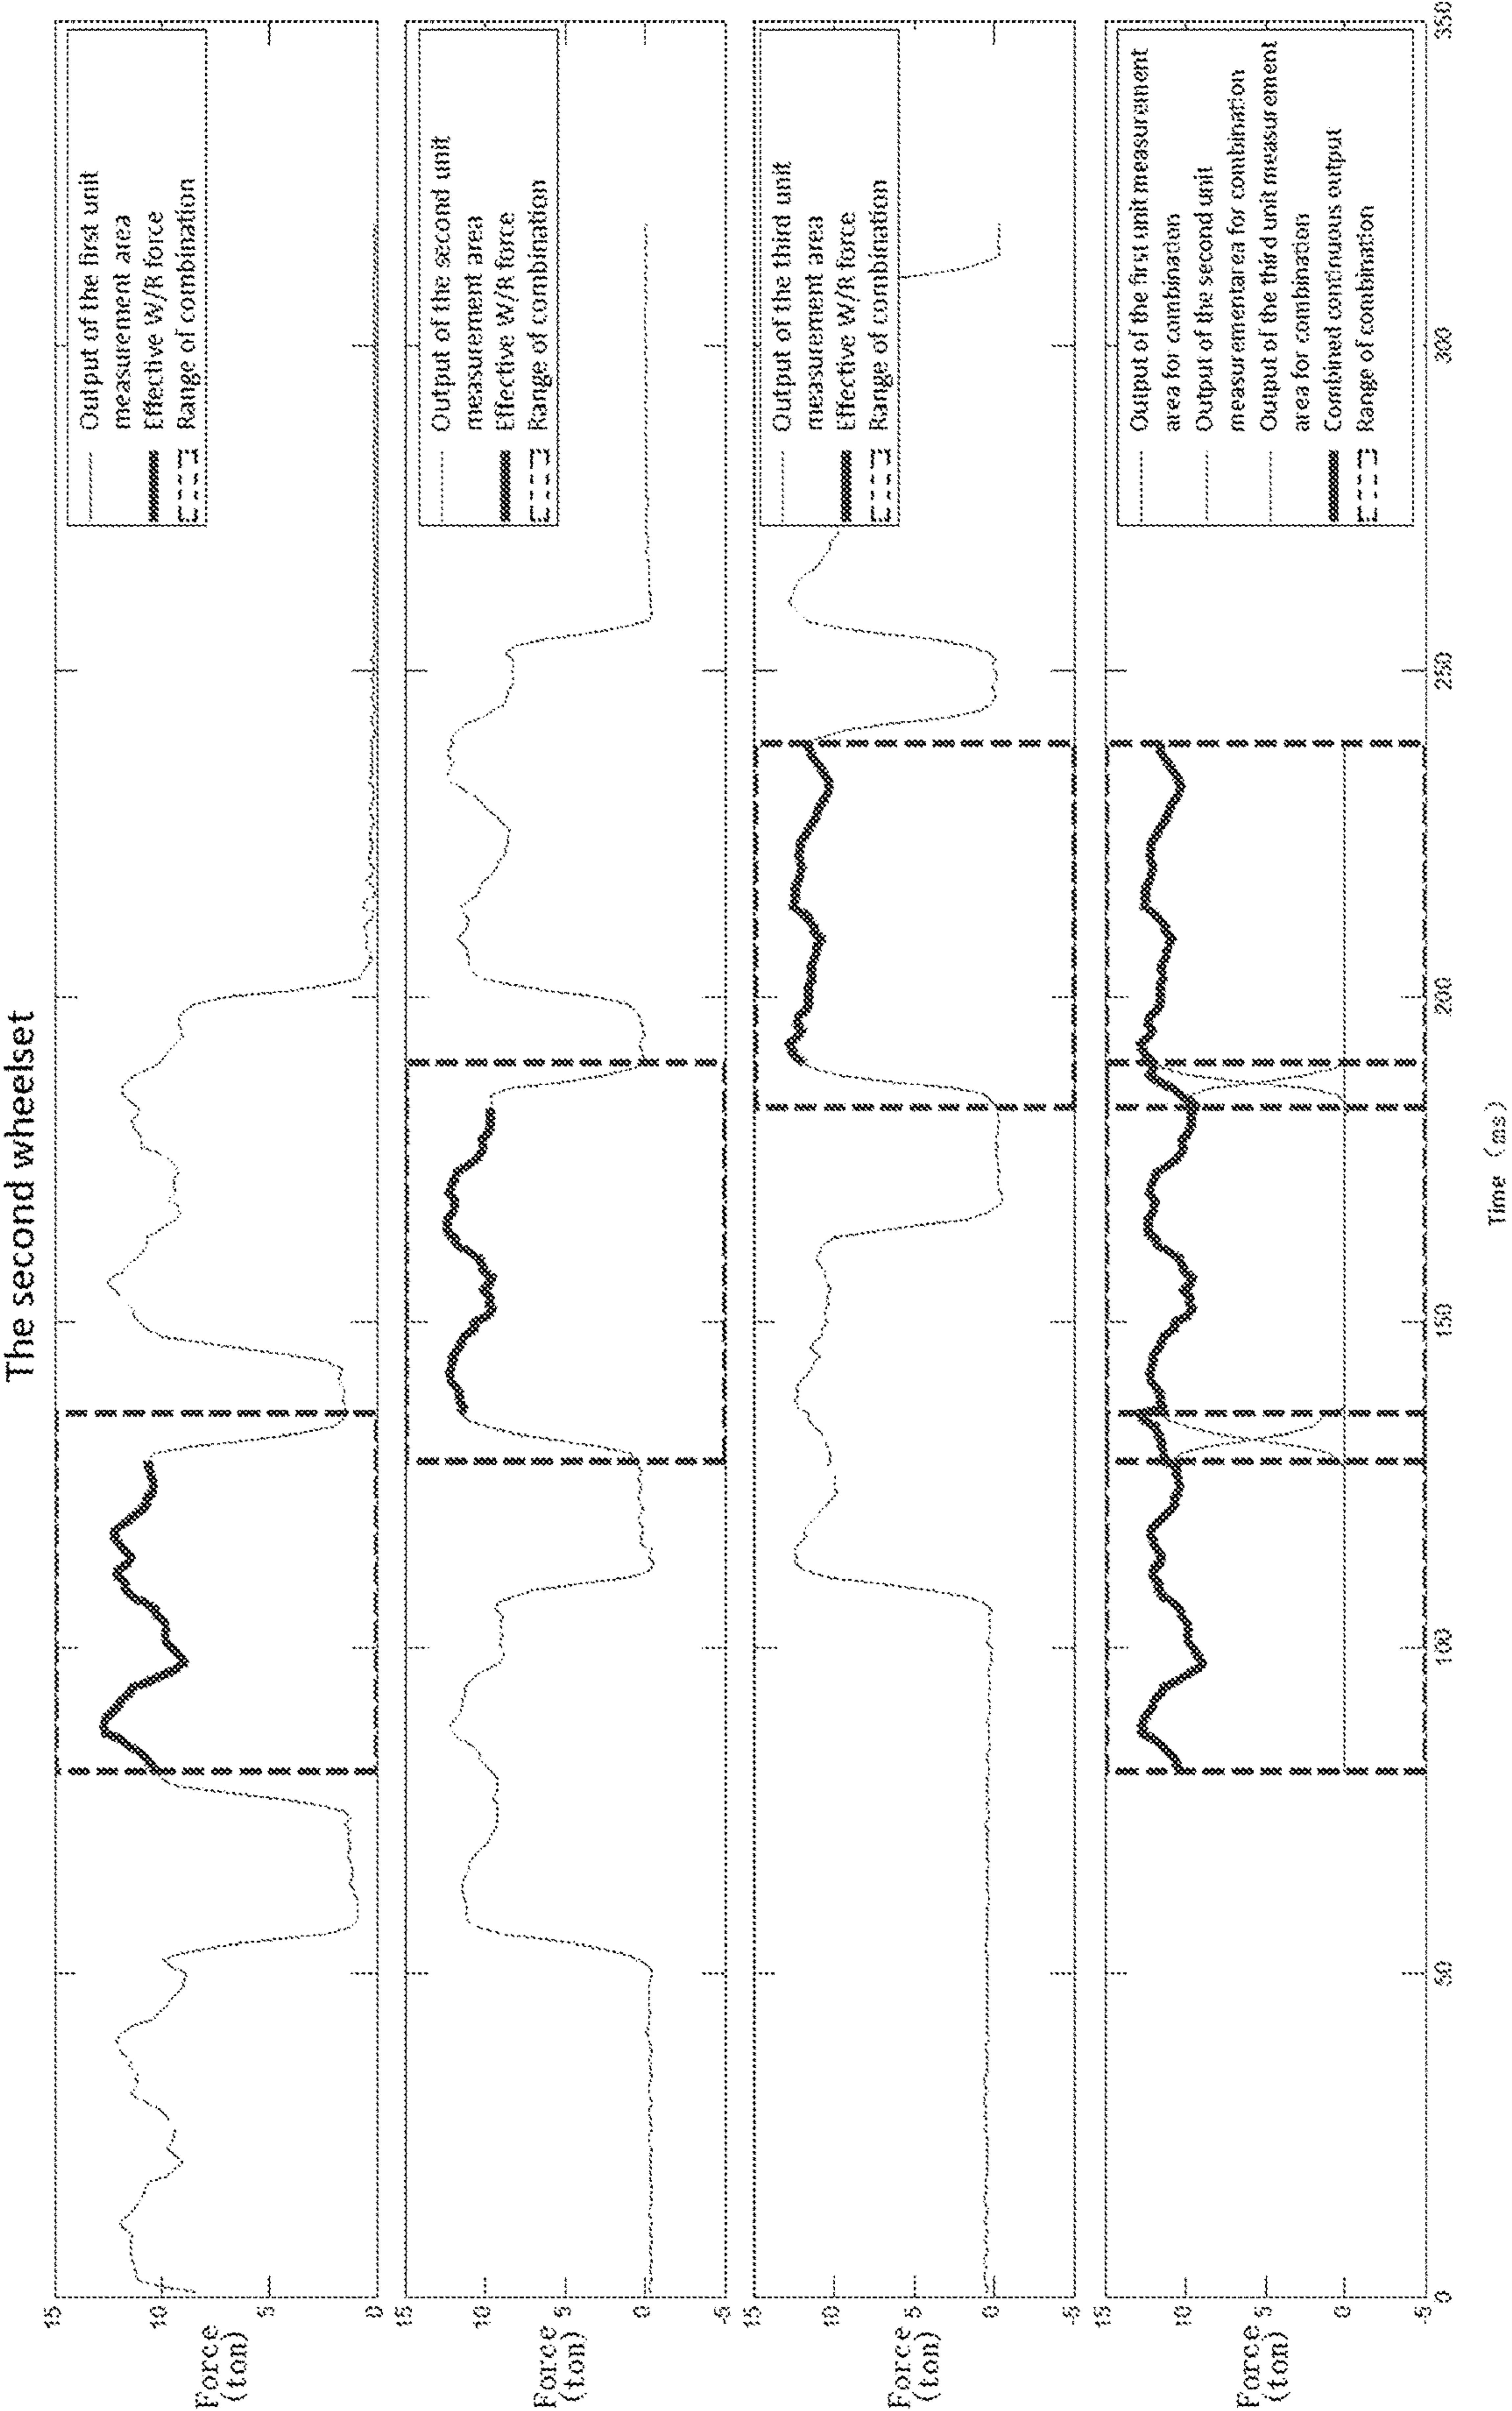 The second wheelset
Force
(ton)
15
10
5
0
Output of the first unit
measurement area
Effective W/R force
Range of combination
Force
(ton)
15
10
5
0
-5
Output of the second unit
measurement area
Effective W/R force
Range of combination
Force
(ton)
15
10
5
0
-5
Output of the third unit
measurement area
Effective W/R force
Range of combination
Force
(ton)
15
10
5
0
-5
Output of the first unit measurement
area for combination
Output of the second unit
measurementarea for combination
Output of the third unit measurement
area for combination
Combined continuous output
Range of combination
0
50
100
150
200
250
300
350
Time (ms)